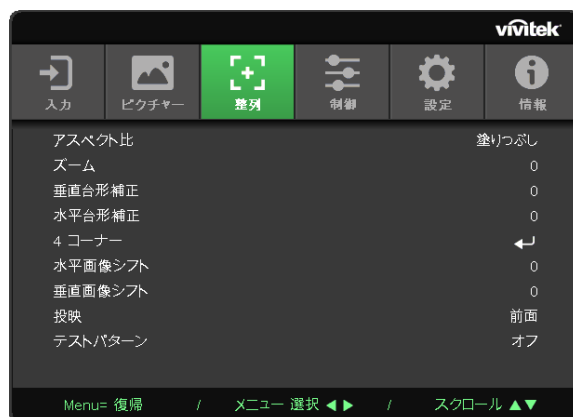 vivitek
入力 ピクチャー 整列 制御 設定 情報
アスペクト比 塗りつぶし
ズーム 0
垂直台形補正 0
水平台形補正 0
4 コーナー
水平画像シフト 0
垂直画像シフト 0
投映 前面
テストパターン オフ
Menu= 復帰 / メニュー 選択 ◀ ▶ / スクロール ▲▼